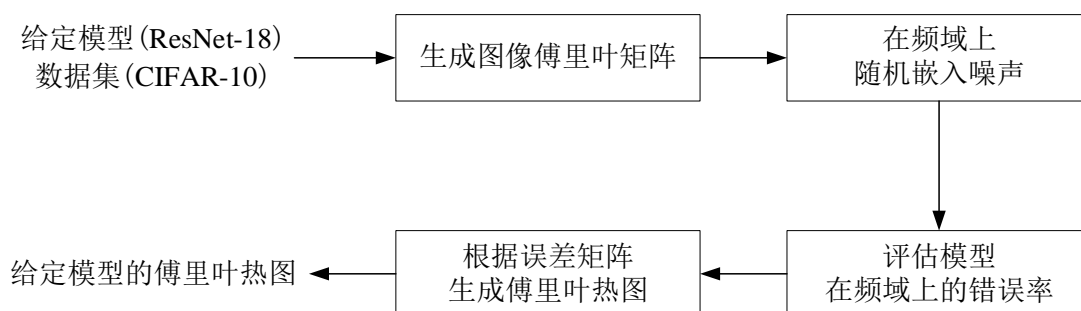 给定模型(ResNet-18)
数据集(CIFAR-10)
生成图像傅里叶矩阵
在频域上
随机嵌入噪声
评估模型
在频域上的错误率
根据误差矩阵
生成傅里叶热图
给定模型的傅里叶热图